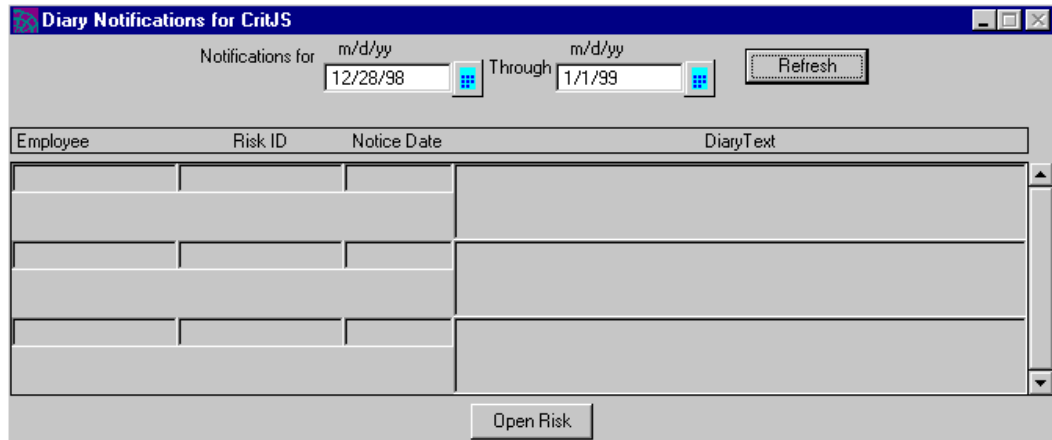 Diary Notifications for CritJS
m/d/yy m/d/yy
Notifications for 12/28/98 Through 1/1/99 Refresh
Employee Risk ID Notice Date DiaryText
Open Risk